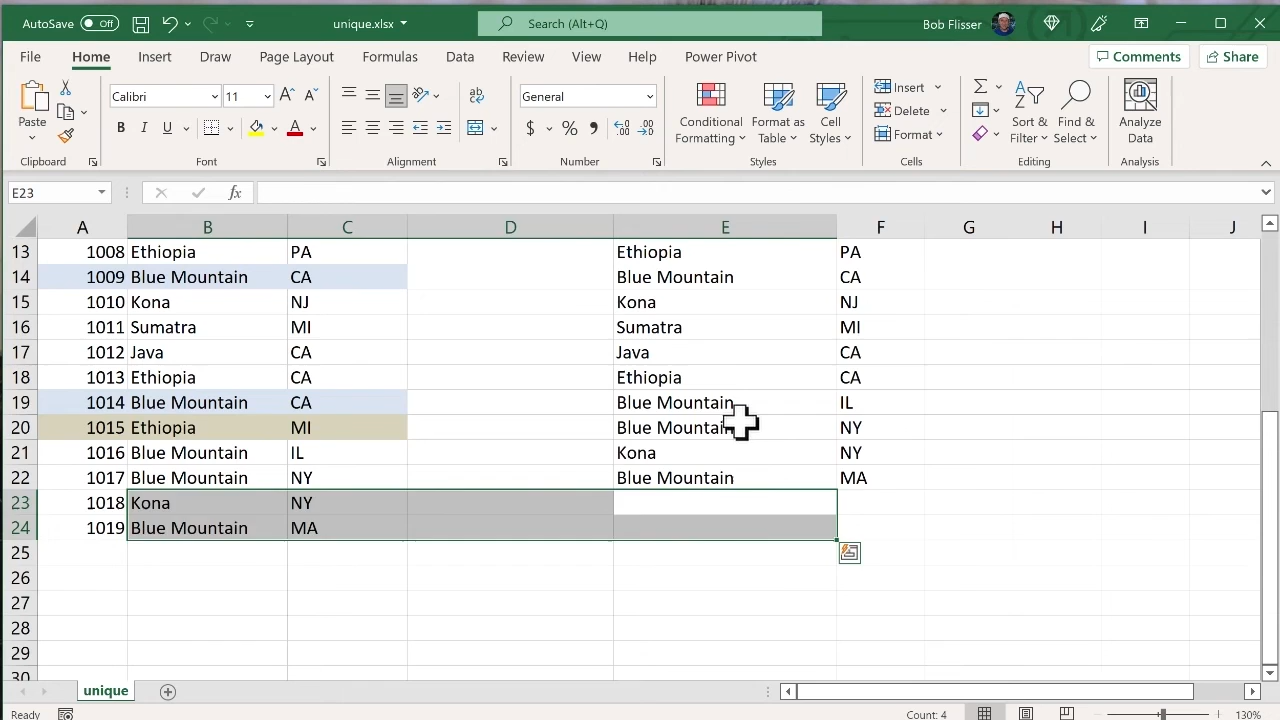 AutoSave Off unique.xlsx Search (Alt+Q) Bob Flisser
File Home Insert Draw Page Layout Formulas Data Review View Help Power Pivot Comments Share
Calibri 11 General Insert
Paste Conditional Format as Cell Delete Sort & Find & Analyze
Formatting Table Styles Format Filter Select Data
Clipboard Font Alignment Number Styles Cells Editing Analysis
E23 fx
A B C D E F G H I J
13 1008 Ethiopia PA Ethiopia PA
14 1009 Blue Mountain CA Blue Mountain CA
15 1010 Kona NJ Kona NJ
16 1011 Sumatra MI Sumatra MI
17 1012 Java CA Java CA
18 1013 Ethiopia CA Ethiopia CA
19 1014 Blue Mountain CA Blue Mountain IL
20 1015 Ethiopia MI Blue Mountain NY
21 1016 Blue Mountain IL Kona NY
22 1017 Blue Mountain NY Blue Mountain MA
23 1018 Kona NY
24 1019 Blue Mountain MA
25
26
27
28
29
30
unique
Ready Count: 4 130%